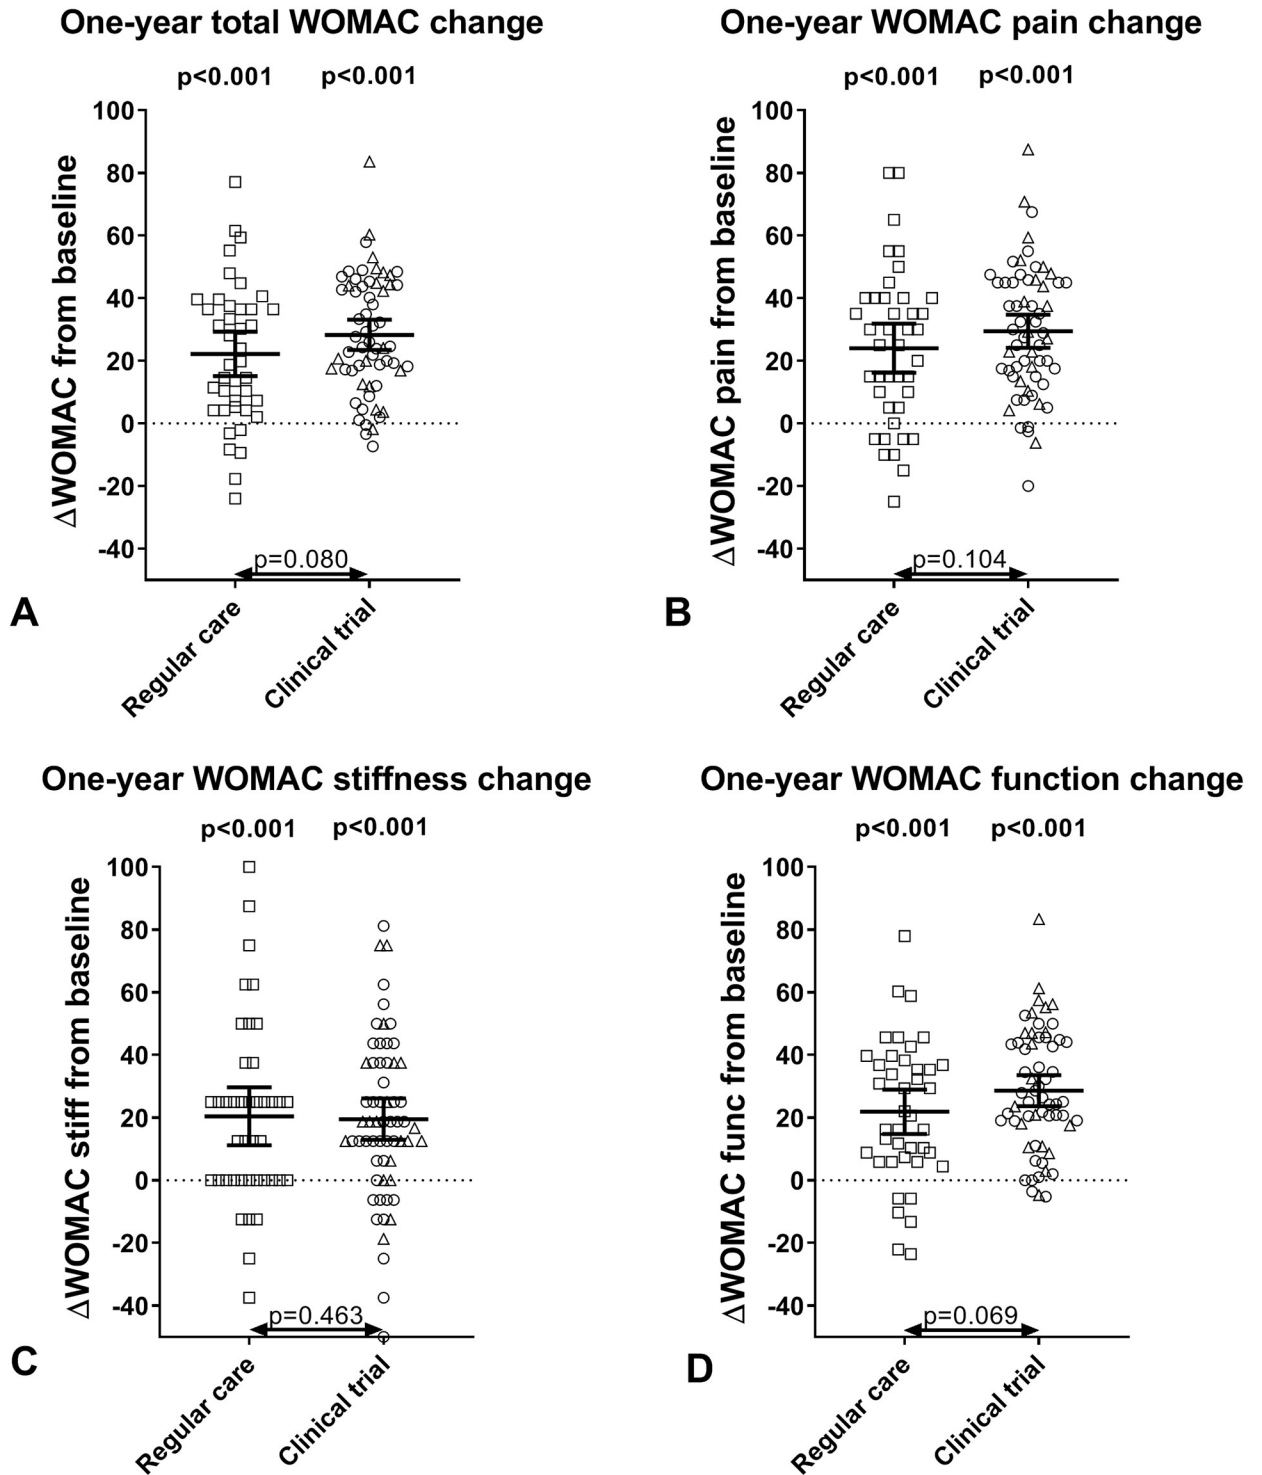 One-year total WOMAC change
p<0.001 p<0.001
ΔWOMAC from baseline
100
80
60
40
20
0
-20
-40
p=0.080
Regular care
Clinical trial
A
One-year WOMAC pain change
p<0.001 p<0.001
ΔWOMAC pain from baseline
100
80
60
40
20
0
-20
-40
p=0.104
Regular care
Clinical trial
B
One-year WOMAC stiffness change
p<0.001 p<0.001
ΔWOMAC stiff from baseline
100
80
60
40
20
0
-20
-40
p=0.463
Regular care
Clinical trial
C
One-year WOMAC function change
p<0.001 p<0.001
ΔWOMAC func from baseline
100
80
60
40
20
0
-20
-40
p=0.069
Regular care
Clinical trial
D